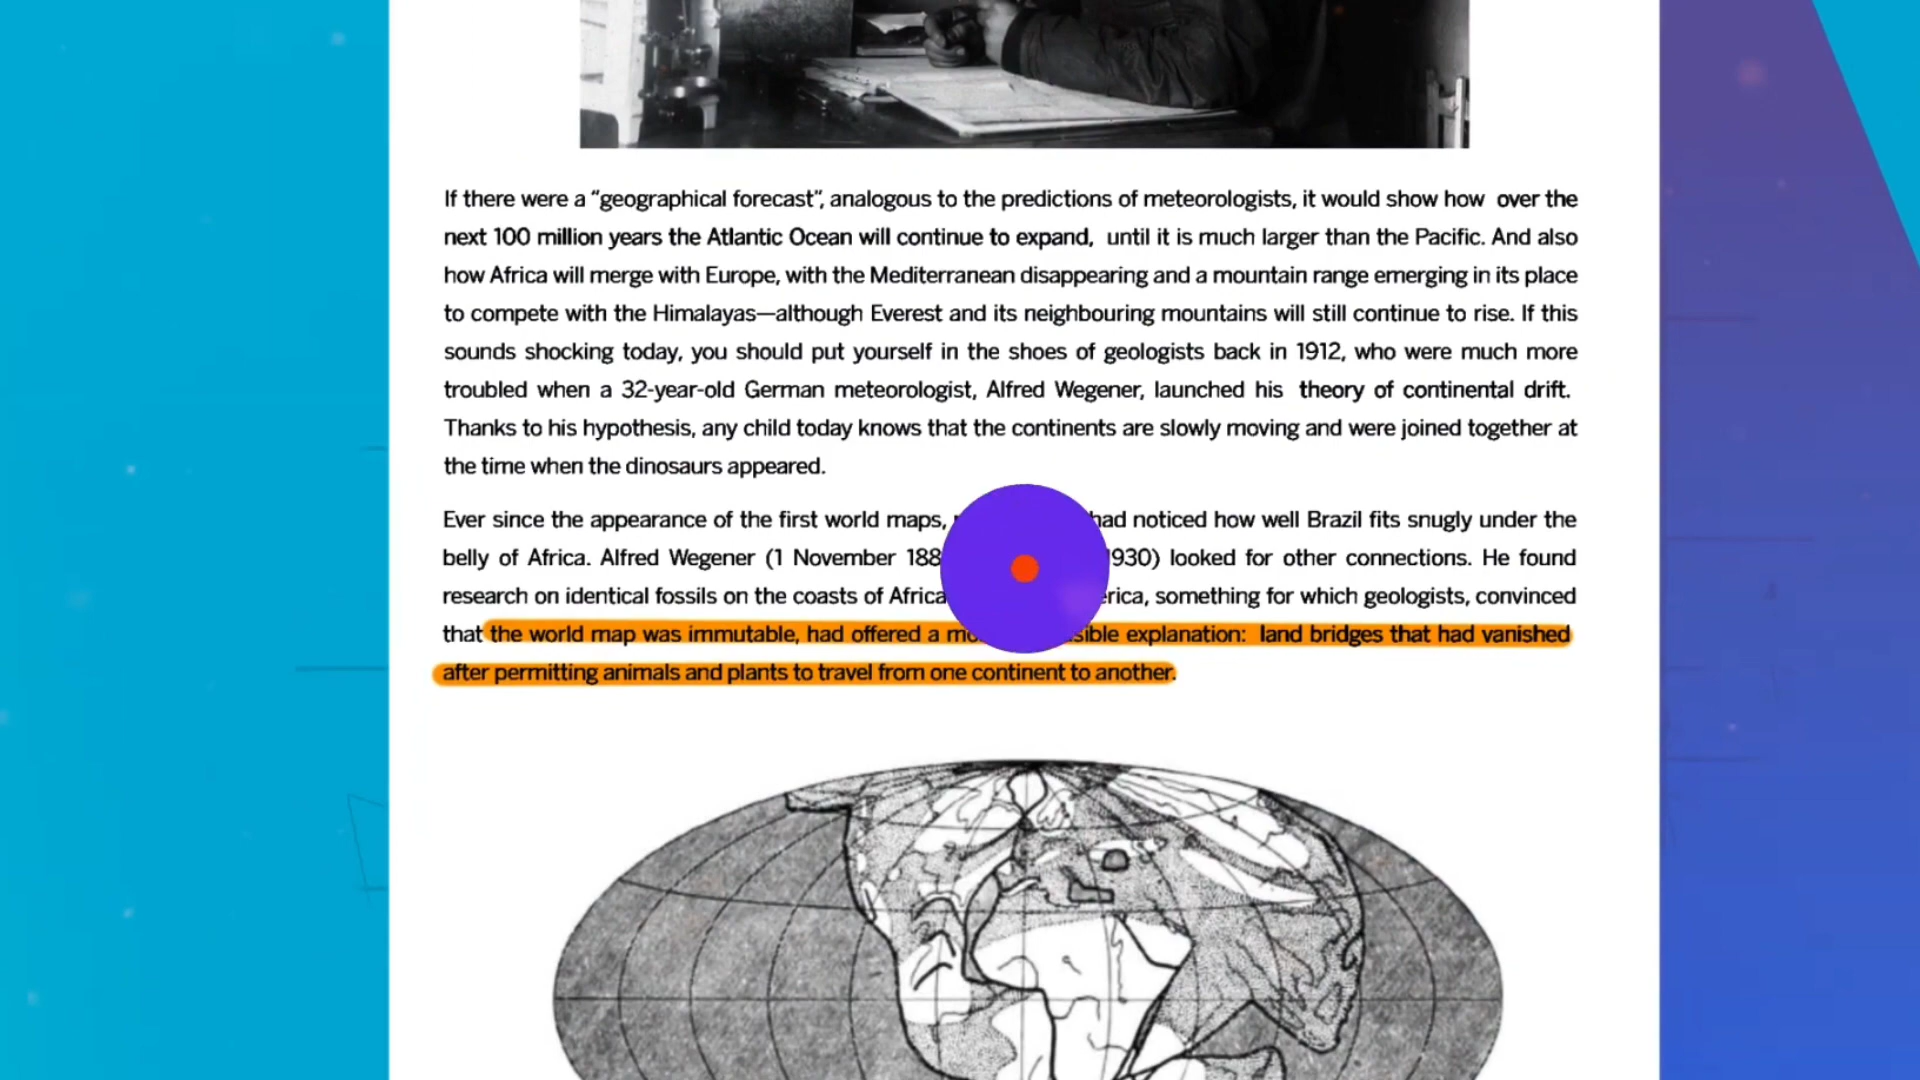 If there were a “geographical forecast”, analogous to the predictions of meteorologists, it would show how over the
next 100 million years the Atlantic Ocean will continue to expand, until it is much larger than the Pacific. And also
how Africa will merge with Europe, with the Mediterranean disappearing and a mountain range emerging in its place
to compete with the Himalayas—although Everest and its neighbouring mountains will still continue to rise. If this
sounds shocking today, you should put yourself in the shoes of geologists back in 1912, who were much more
troubled when a 32-year-old German meteorologist, Alfred Wegener, launched his theory of continental drift.
Thanks to his hypothesis, any child today knows that the continents are slowly moving and were joined together at
the time when the dinosaurs appeared.
Ever since the appearance of the first world maps, had noticed how well Brazil fits snugly under the
belly of Africa. Alfred Wegener (1 November 188 930) looked for other connections. He found
research on identical fossils on the coasts of Africa erica, something for which geologists, convinced
that the world map was immutable, had offered a sible explanation: land bridges that had vanished
after permitting animals and plants to travel from one continent to another.